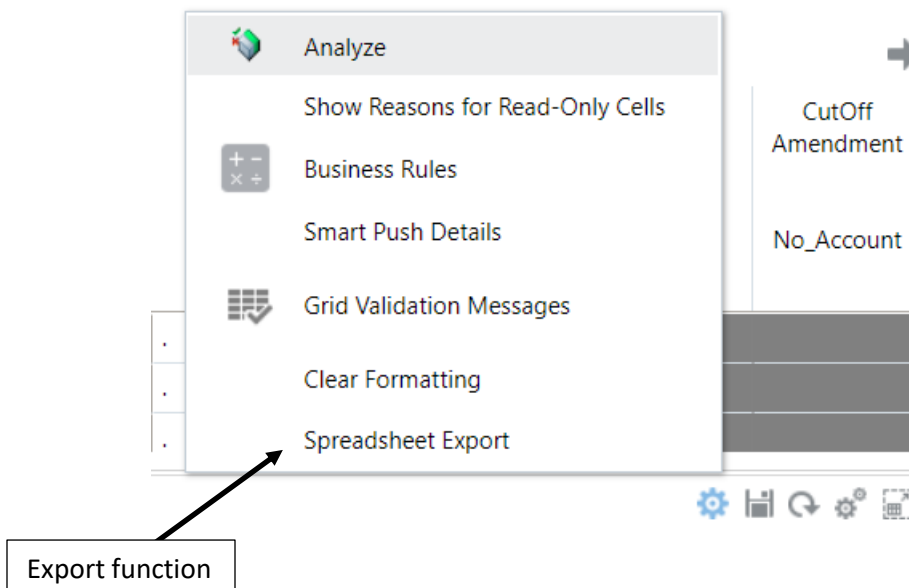 Analyze
Show Reasons for Read-Only Cells
Business Rules
Smart Push Details
Grid Validation Messages
Clear Formatting
Spreadsheet Export
CutOff
Amendment
No_Account
.
.
.
Export function